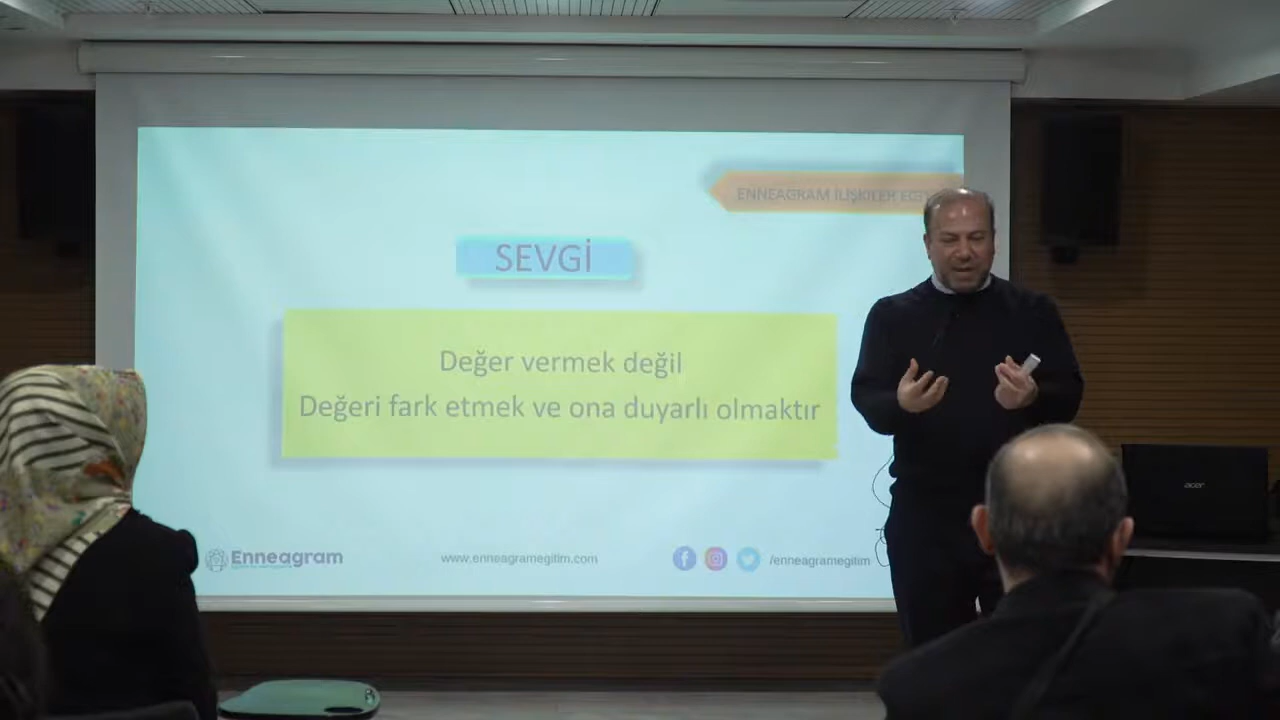 ENNEAGRAM İLİŞKİLER
SEVGİ
Değer vermek değil
Değeri fark etmek ve ona duyarlı olmaktır
Enneagram
www.enneagramegitim.com
/enneagramegitim
acer